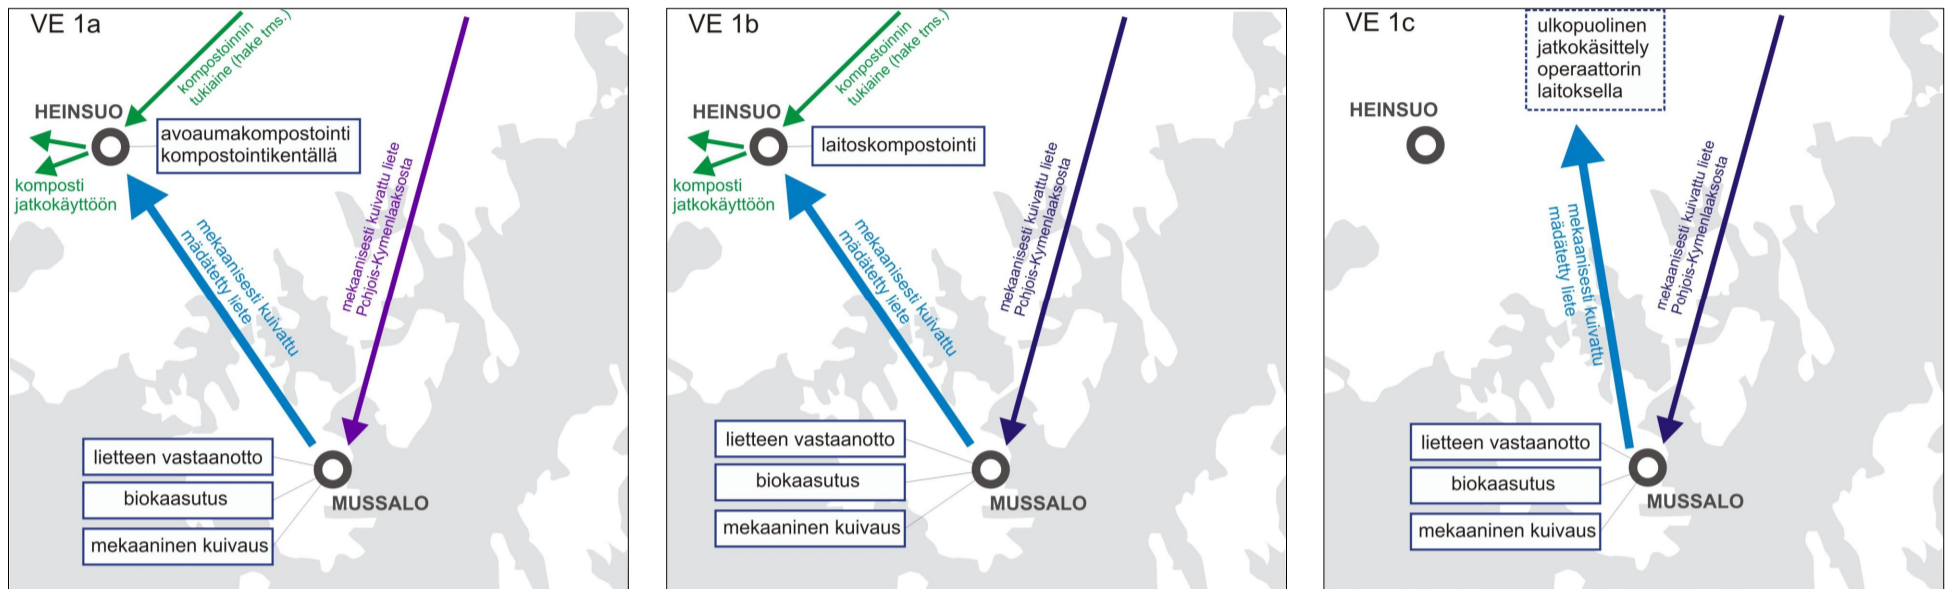 VE 1a
kompostoinnin
tukiaine (hake tms.)
HEINSUO
avoaumakompostointi
kompostointikentällä
komposti
jatkokäyttöön
mekaanisesti kuivattu
mädätetty liete
mekaanisesti kuivattu liete
Pohjois-Kymenlaaksosta
lietteen vastaanotto
biokaasutus
mekaaninen kuivaus
MUSSALO
VE 1b
kompostoinnin
tukiaine (hake tms.)
HEINSUO
laitoskompostointi
komposti
jatkokäyttöön
mekaanisesti kuivattu
mädätetty liete
mekaanisesti kuivattu liete
Pohjois-Kymenlaaksosta
lietteen vastaanotto
biokaasutus
mekaaninen kuivaus
MUSSALO
VE 1c
ulkopuolinen
jatkokäsittely
operaattorin
laitoksella
HEINSUO
mekaanisesti kuivattu
mädätetty liete
mekaanisesti kuivattu liete
Pohjois-Kymenlaaksosta
lietteen vastaanotto
biokaasutus
mekaaninen kuivaus
MUSSALO